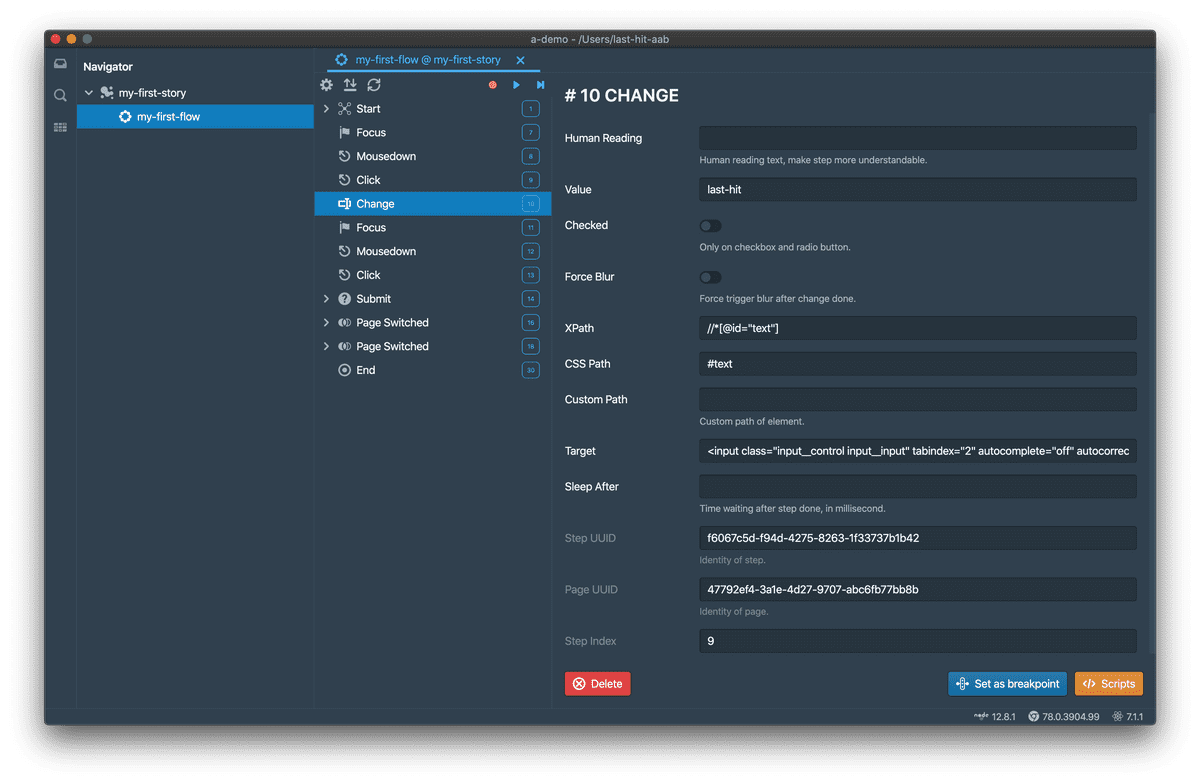 a-demo - /Users/last-hit-aab
Navigator
my-first-story
my-first-flow
my-first-flow @ my-first-story
Start 1
Focus 7
Mousedown 8
Click 9
Change 10
Focus 11
Mousedown 12
Click 13
Submit 14
Page Switched 16
Page Switched 18
End 30
# 10 CHANGE
Human Reading
Human reading text, make step more understandable.
Value last-hit
Checked
Only on checkbox and radio button.
Force Blur
Force trigger blur after change done.
XPath //*[@id="text"]
CSS Path #text
Custom Path
Custom path of element.
Target <input class="input__control input__input" tabindex="2" autocomplete="off" autocorrec
Sleep After
Time waiting after step done, in millisecond.
Step UUID f6067c5d-f94d-4275-8263-1f33737b1b42
Identity of step.
Page UUID 47792ef4-3a1e-4d27-9707-abc6fb77bb8b
Identity of page.
Step Index 9
Delete
Set as breakpoint
Scripts
node 12.8.1 78.0.3904.99 7.1.1